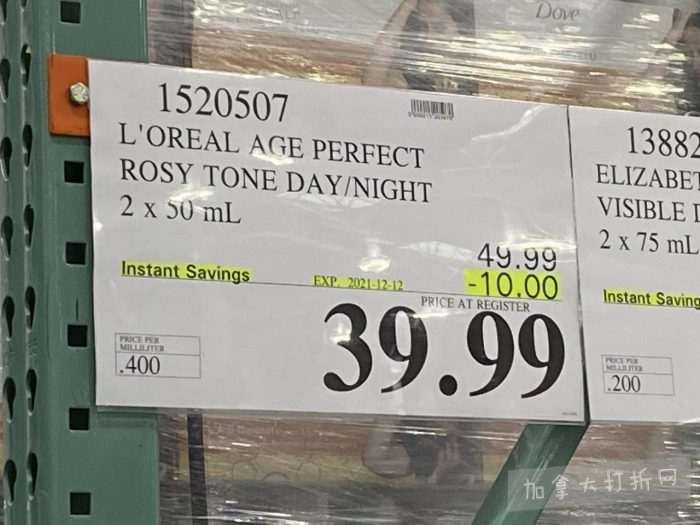 Dove
1520507
L'OREAL AGE PERFECT
ROSY TONE DAY/NIGHT
2 x 50 mL
49.99
Instant Savings
EXP. 2021-12-12
-10.00
PRICE AT REGISTER
39.99
PRICE PER
MILLILITER
.400
13882
ELIZABET
VISIBLE D
2 x 75 mL
Instant Saving
PRICE PER
MILLILITER
.200
加拿大打折网